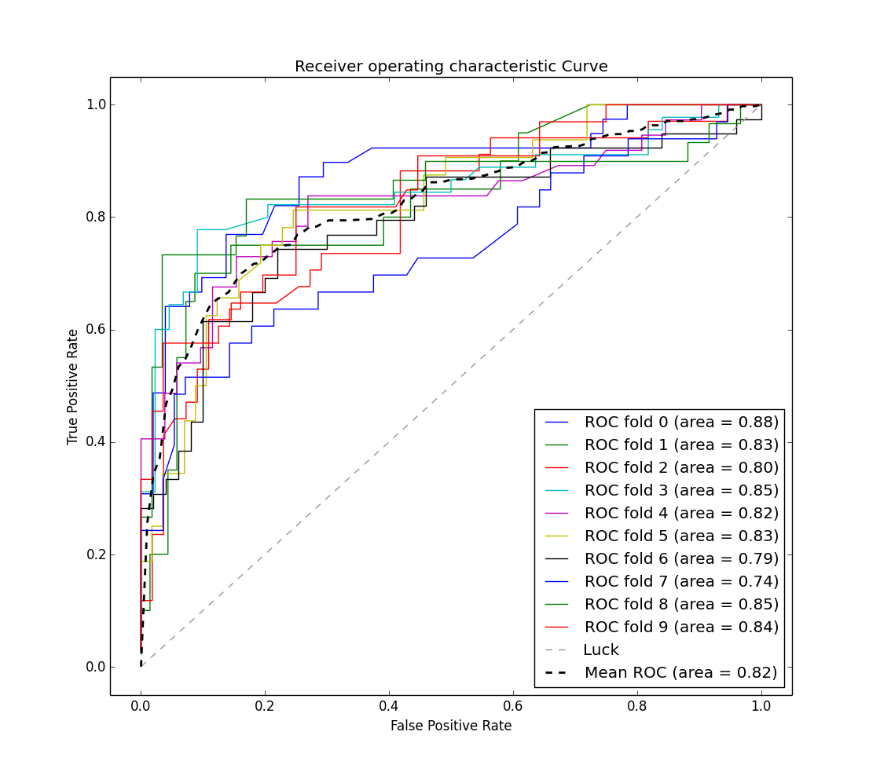 Receiver operating characteristic Curve
True Positive Rate
1.0
0.8
0.6
0.4
0.2
0.0
0.0 0.2 0.4 0.6 0.8 1.0
False Positive Rate
ROC fold 0 (area = 0.88)
ROC fold 1 (area = 0.83)
ROC fold 2 (area = 0.80)
ROC fold 3 (area = 0.85)
ROC fold 4 (area = 0.82)
ROC fold 5 (area = 0.83)
ROC fold 6 (area = 0.79)
ROC fold 7 (area = 0.74)
ROC fold 8 (area = 0.85)
ROC fold 9 (area = 0.84)
Luck
Mean ROC (area = 0.82)